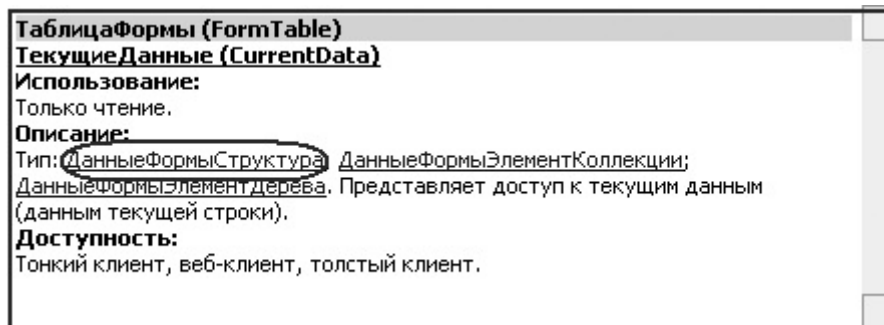 ТаблицаФормы (FormTable)
ТекущиеДанные (CurrentData)
Использование:
Только чтение.
Описание:
Тип: ДанныеФормыСтруктура ДанныеФормыЭлементКоллекции;
ДанныеФормыЭлементДерева. Представляет доступ к текущим данным
(данным текущей строки).
Доступность:
Тонкий клиент, веб-клиент, толстый клиент.